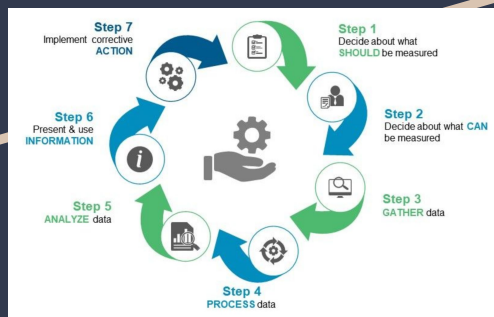 Step 1
Decide about what
SHOULD be measured
Step 2
Decide about what CAN
be measured
Step 3
GATHER data
Step 4
PROCESS data
Step 5
ANALYZE data
Step 6
Present & use
INFORMATION
Step 7
Implement corrective
ACTION